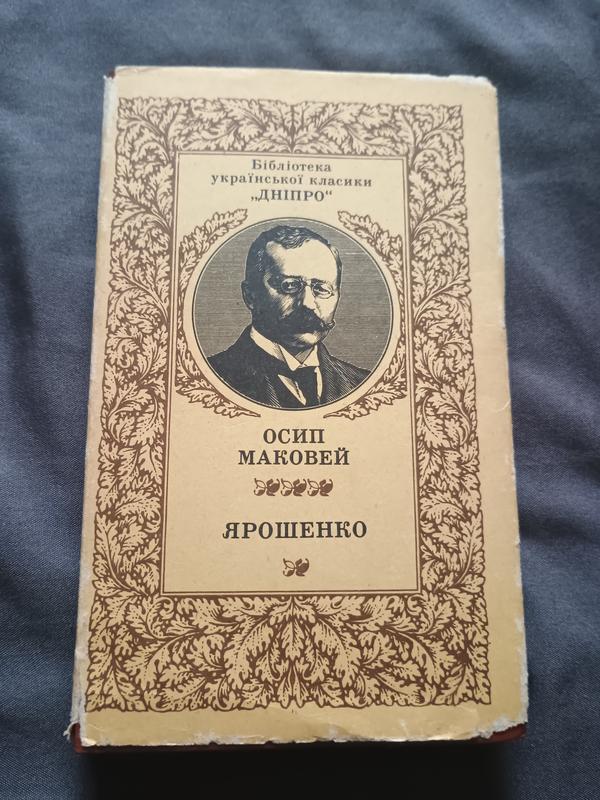 Бібліотека
української класики
„ДНІПРО“
ОСИП
МАКОВЕЙ
ЯРОШЕНКО